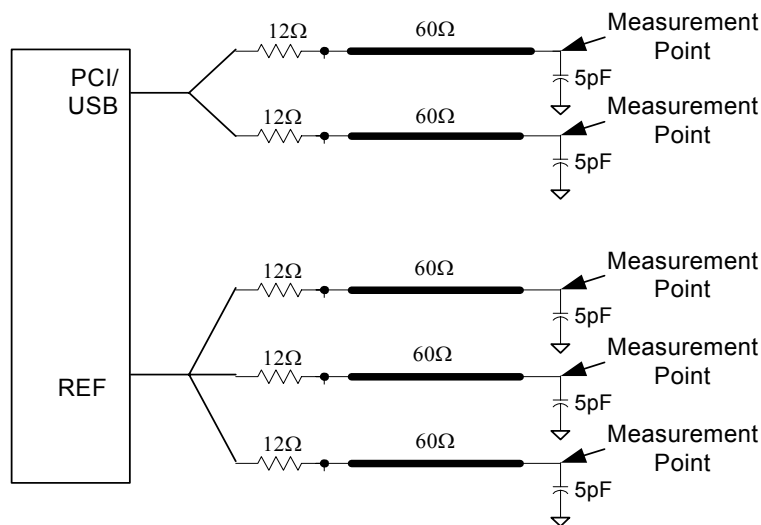 12Ω
60Ω
Measurement
Point
5pF
PCI/
USB
12Ω
60Ω
Measurement
Point
5pF
12Ω
60Ω
Measurement
Point
5pF
REF
12Ω
60Ω
Measurement
Point
5pF
12Ω
60Ω
Measurement
Point
5pF